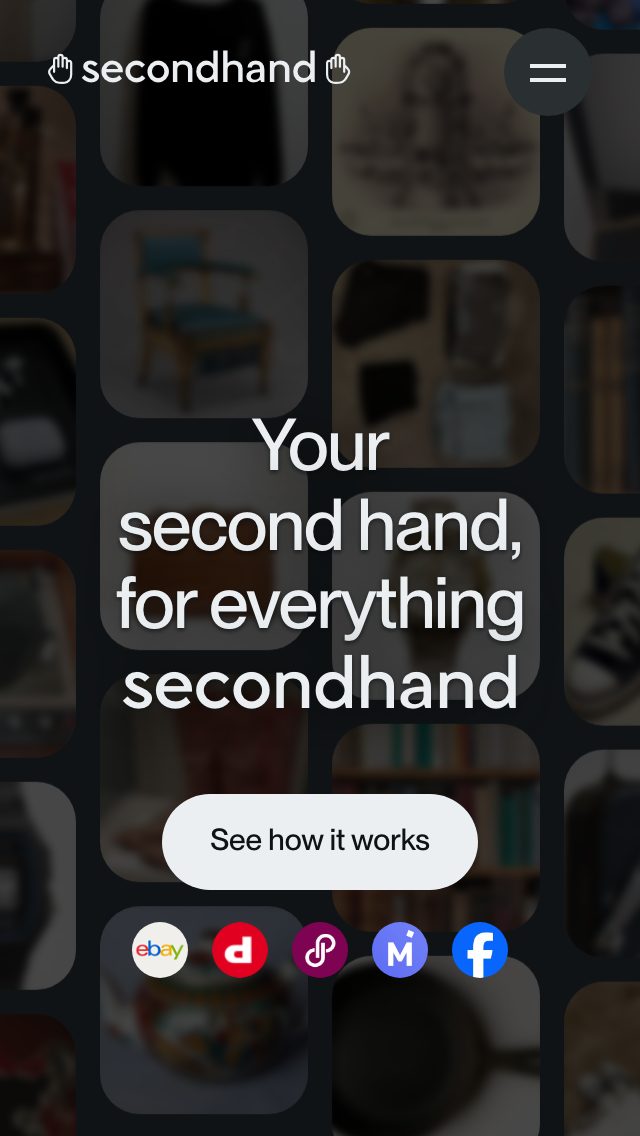 secondhand
Your
second hand,
for everything
secondhand
See how it works
ebay
d
M
f